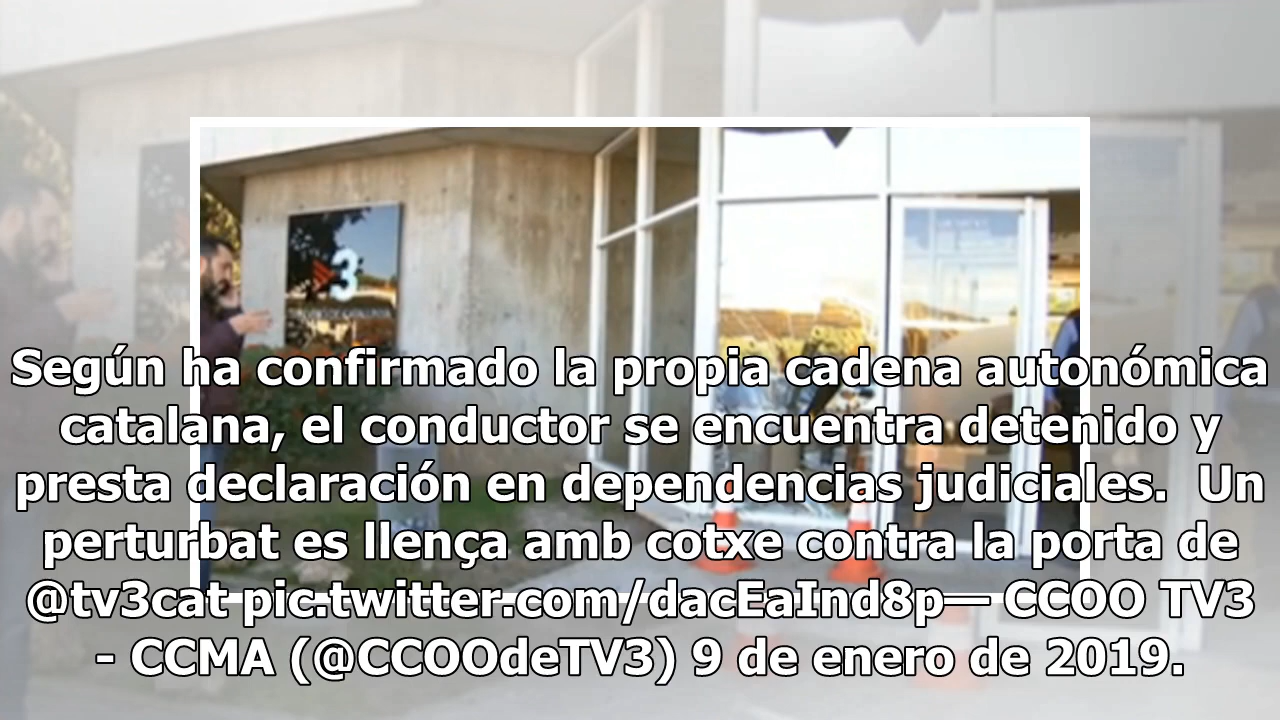 3
Según ha confirmado la propia cadena autonómica
catalana, el conductor se encuentra detenido y
presta declaración en dependencias judiciales.  Un
perturbat es llença amb cotxe contra la porta de
@tv3cat pic.twitter.com/dacEaInd8p— CCOO TV3
- CCMA (@CCOOdeTV3) 9 de enero de 2019.